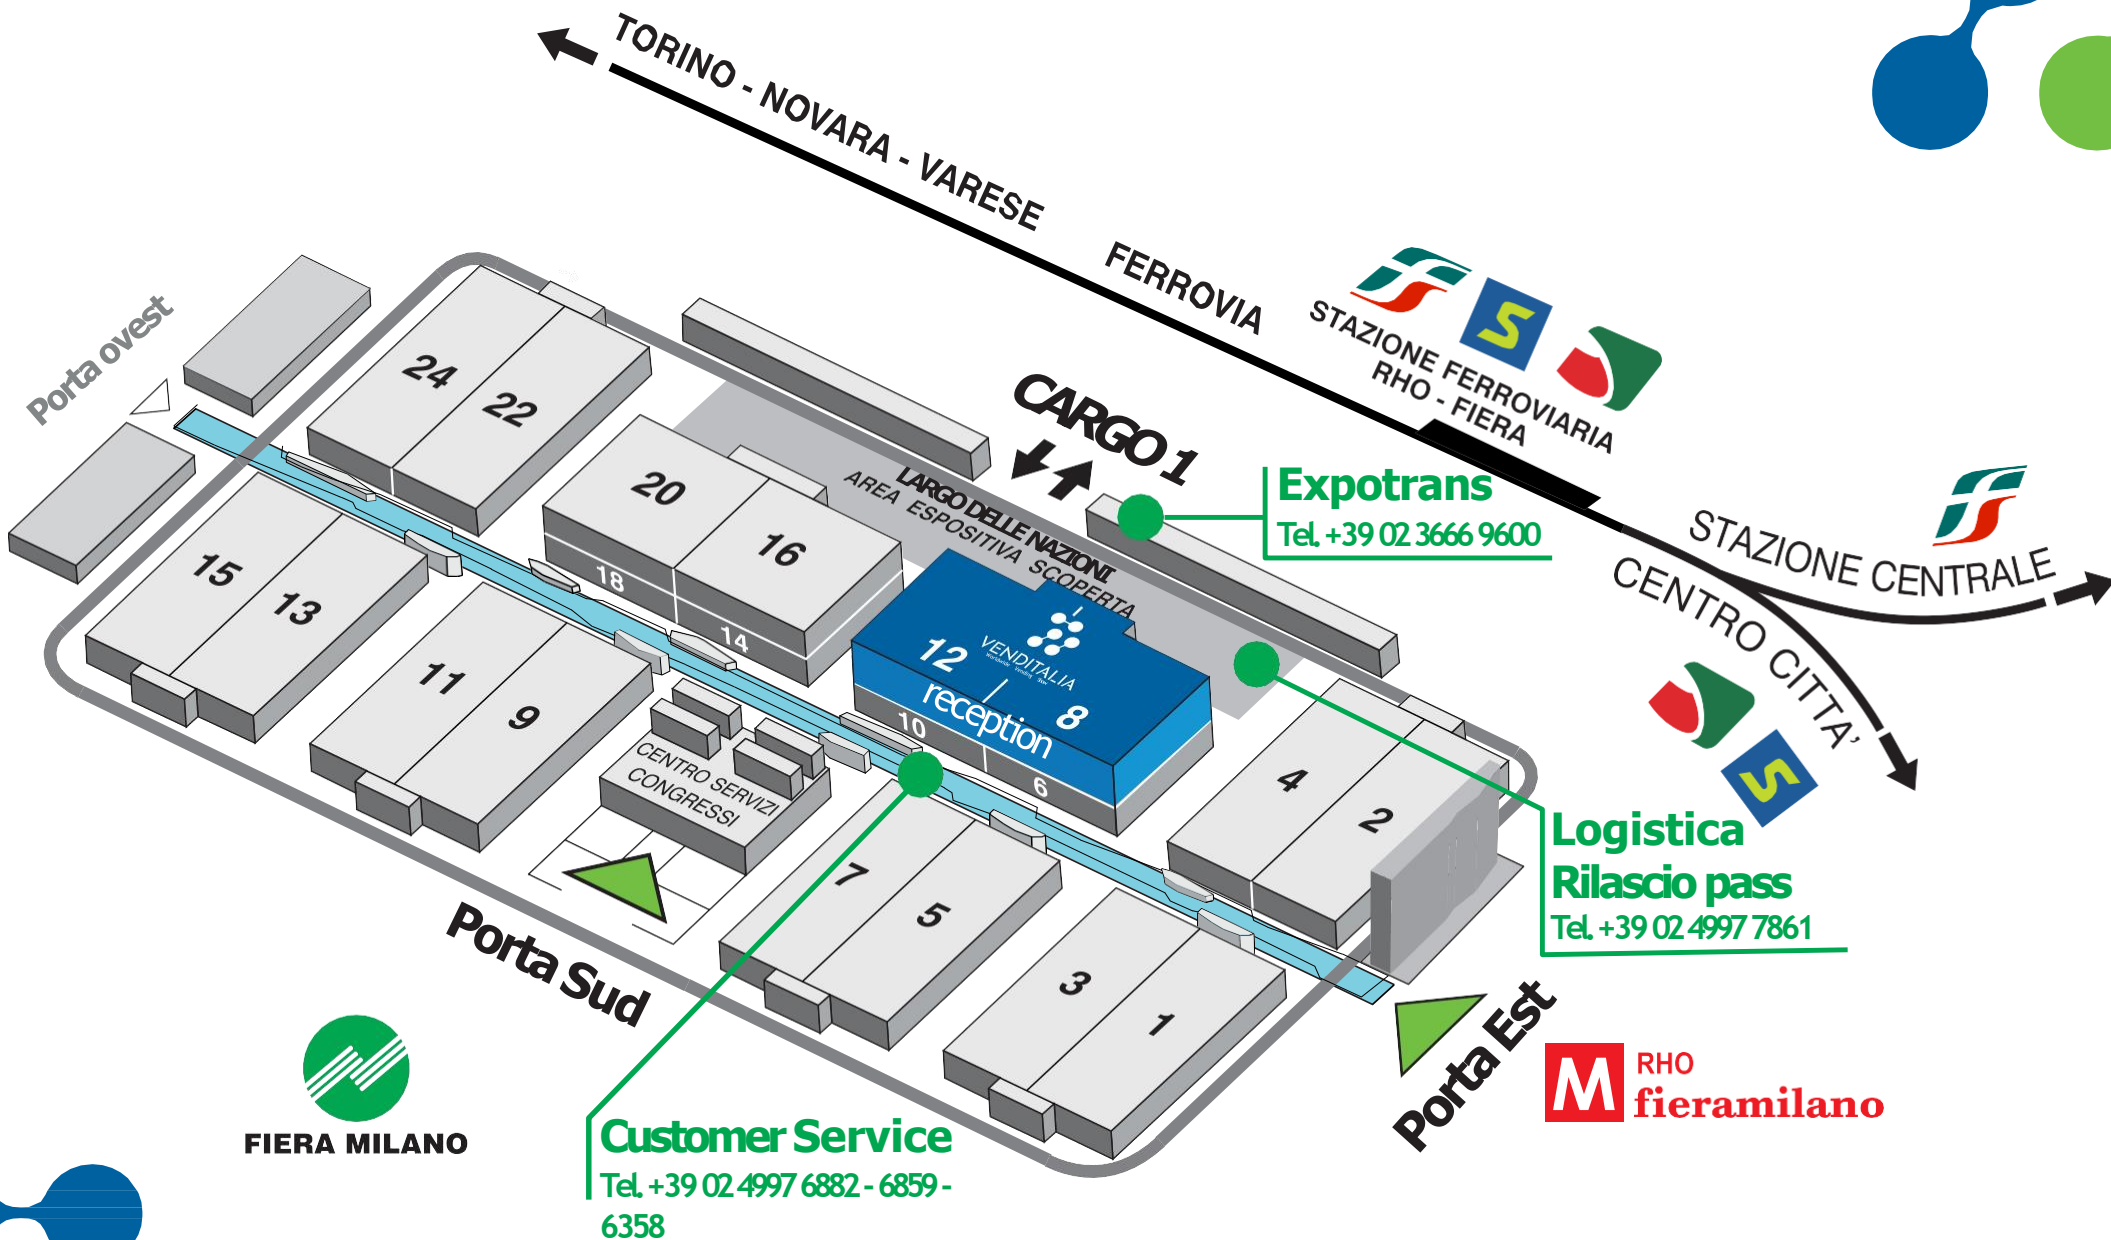 TORINO - NOVARA - VARESE
FERROVIA
STAZIONE FERROVIARIA
RHO - FIERA
STAZIONE CENTRALE
CENTRO CITTA'
Porta ovest
CARGO 1
LARGO DELLE NAZIONI
AREA ESPOSITIVA SCOPERTA
Expotrans
Tel. +39 02 3666 9600
24
22
20
16
18
14
15
13
11
9
12
VENDITALIA
8
reception
10
6
4
2
CENTRO SERVIZI
CONGRESSI
7
5
3
1
Logistica
Rilascio pass
Tel. +39 02 4997 7861
Porta Sud
Porta Est
M
RHO
fieramilano
FIERA MILANO
Customer Service
Tel. +39 02 4997 6882 - 6859 -
6358